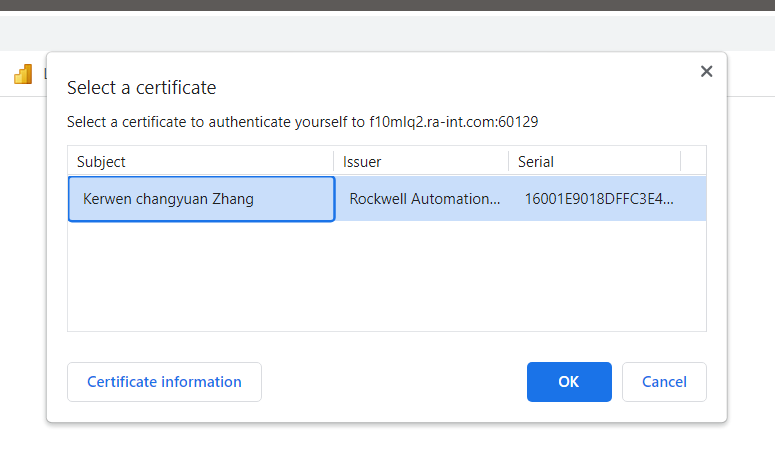 Select a certificate
Select a certificate to authenticate yourself to f10mlq2.ra-int.com:60129
Subject Issuer Serial
Kerwen changyuan Zhang Rockwell Automation... 16001E9018DFFC3E4...
Certificate information OK Cancel